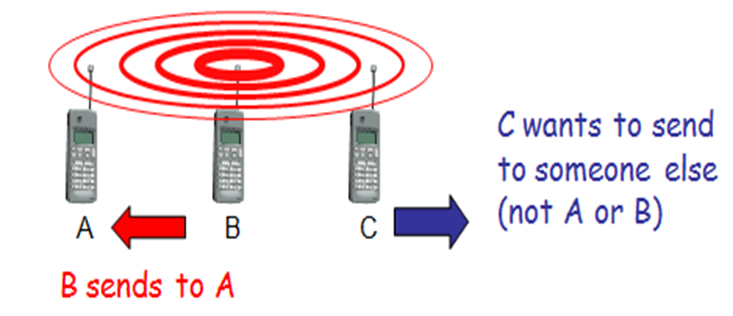 C wants to send
to someone else
(not A or B)
A
B
C
B sends to A